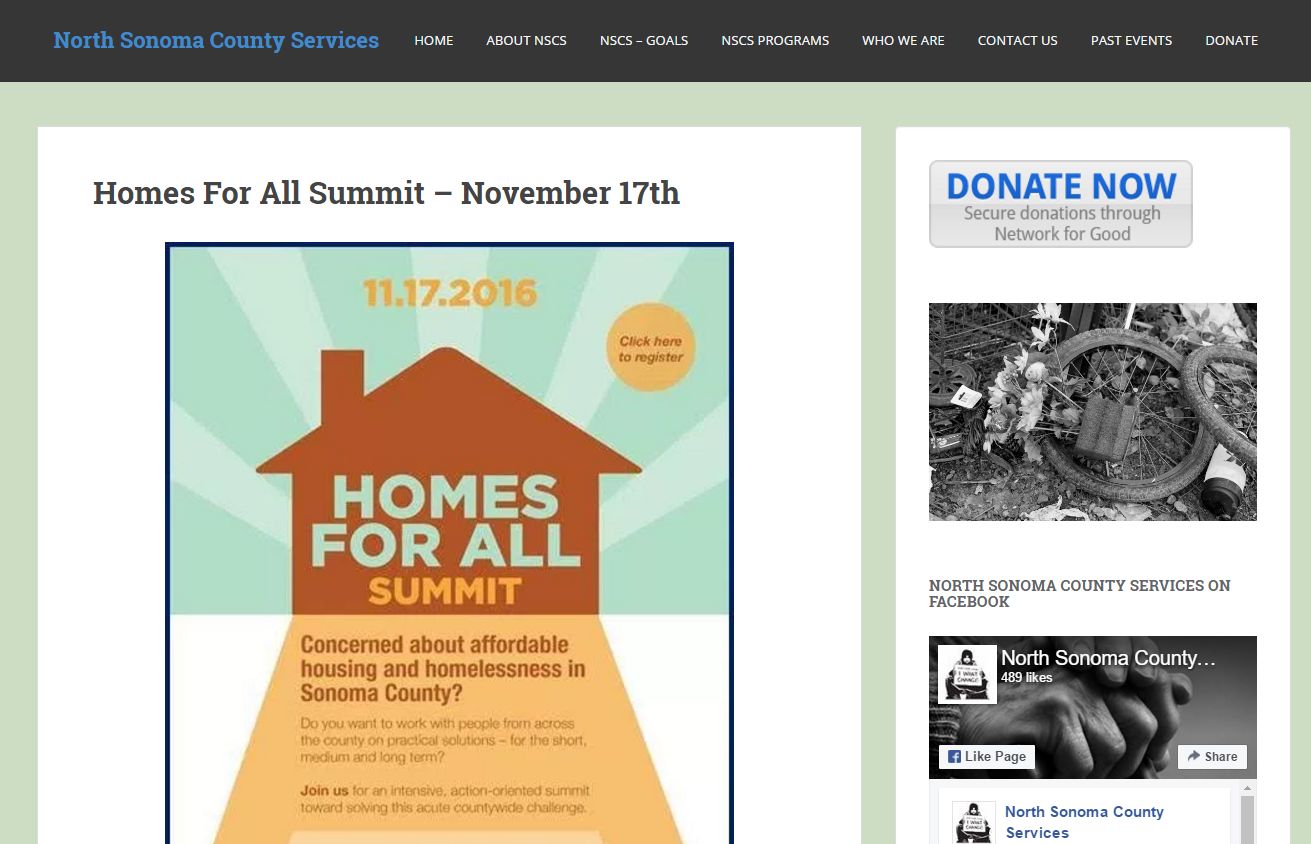 North Sonoma County Services
HOME
ABOUT NSCS
NSCS – GOALS
NSCS PROGRAMS
WHO WE ARE
CONTACT US
PAST EVENTS
DONATE
Homes For All Summit – November 17th
11.17.2016
Click here
to register
HOMES
FOR ALL
SUMMIT
Concerned about affordable
housing and homelessness in
Sonoma County?
Do you want to work with people from across
the county on practical solutions – for the short,
medium and long term?
Join us for an intensive, action-oriented summit
toward solving this acute countywide challenge.
DONATE NOW
Secure donations through
Network for Good
NORTH SONOMA COUNTY SERVICES ON
FACEBOOK
North Sonoma County...
489 likes
Like Page
Share
North Sonoma County
Services